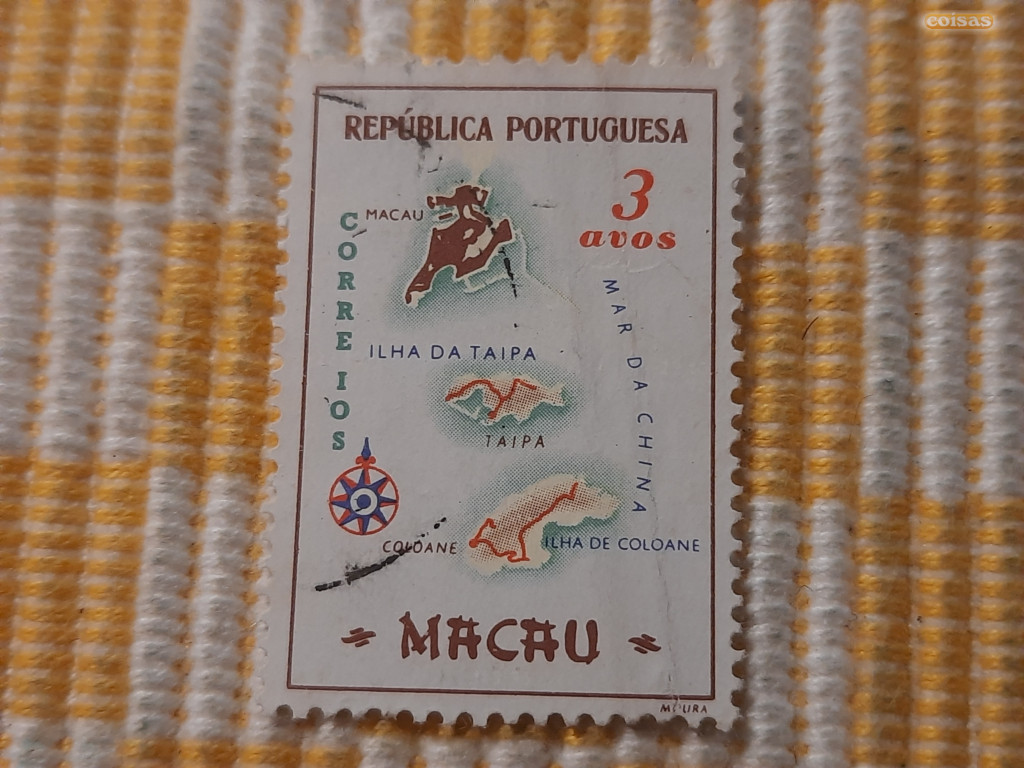 coisas
REPÚBLICA PORTUGUESA
3
avos
MACAU
CORREIOS
MAR DA CHINA
ILHA DA TAIPA
TAIPA
COLOANE
ILHA DE COLOANE
MACAU
MOURA